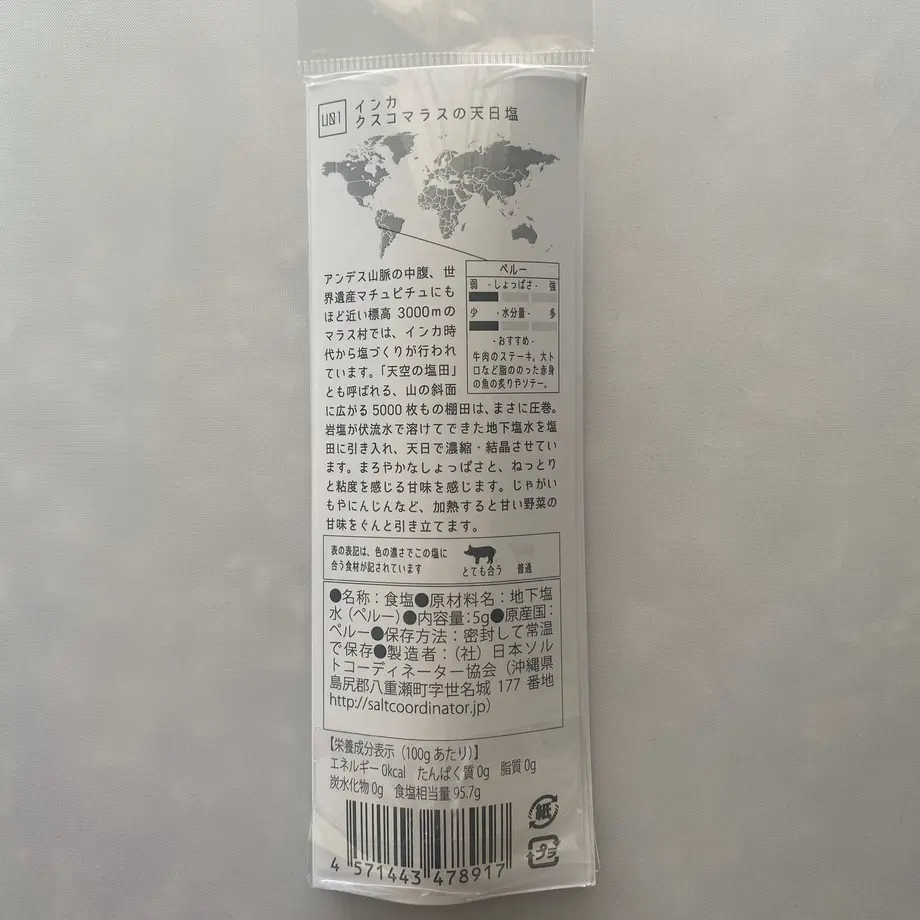 UN1
インカ
クスコマラスの天日塩
アンデス山脈の中腹、世
界遺産マチュピチュにも
ほど近い標高 3000mの
マラス村では、インカ時
代から塩づくりが行われ
ています。「天空の塩田」
とも呼ばれる、山の斜面
に広がる 5000 枚もの棚田は、まさに圧巻。
岩塩が伏流水で溶けてできた地下塩水を塩
田に引き入れ、天日で濃縮・結晶させてい
ます。まろやかなしょっぱさと、ねっとり
と粘度を感じる甘味を感じます。じゃがい
もやにんじんなど、加熱すると甘い野菜の
甘味をぐんと引き立てます。
ペルー
弱 -しょっぱさ- 強
少 -水分量- 多
-おすすめ-
牛肉のステーキ。大ト
ロなど脂ののった赤身
の魚の炙りやソテー。
表の表記は、色の濃さでこの塩に
合う食材が記されています
とても合う 普通
●名称：食塩●原材料名：地下塩
水（ペルー）●内容量：5g●原産国：
ペルー●保存方法：密封して常温
で保存●製造者：（社）日本ソル
トコーディネーター協会（沖縄県
島尻郡八重瀬町字世名城 177 番地
http://saltcoordinator.jp）
【栄養成分表示（100g あたり）】
エネルギー 0kcal たんぱく質 0g 脂質 0g
炭水化物 0g 食塩相当量 95.7g
4 571443 478917
紙
プラ